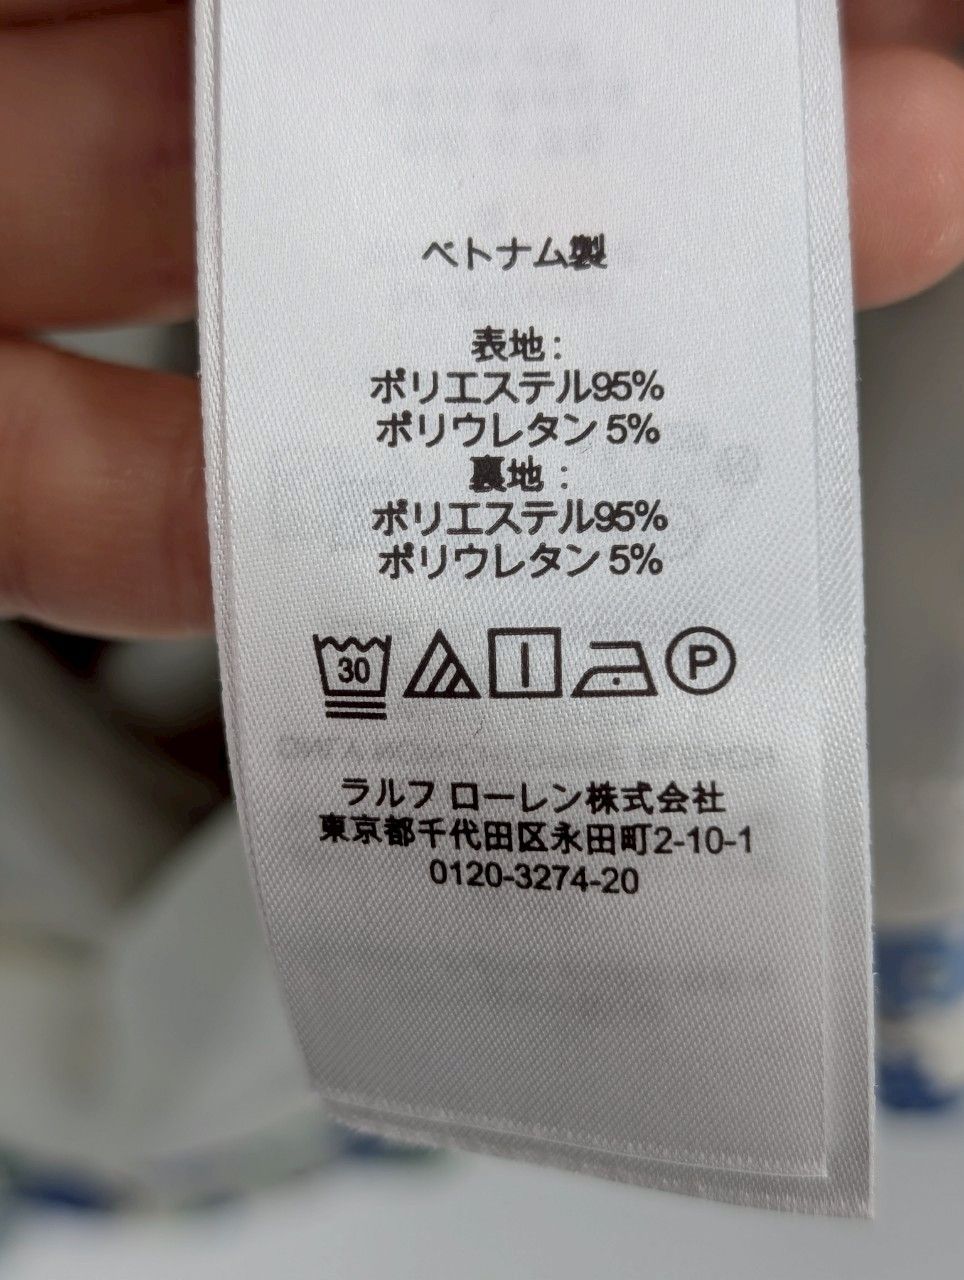 ベトナム製
表地:
ポリエステル95%
ポリウレタン 5%
裏地 :
ポリエステル95%
ポリウレタン 5%
30 P
ラルフ ローレン株式会社
東京都千代田区永田町2-10-1
0120-3274-20